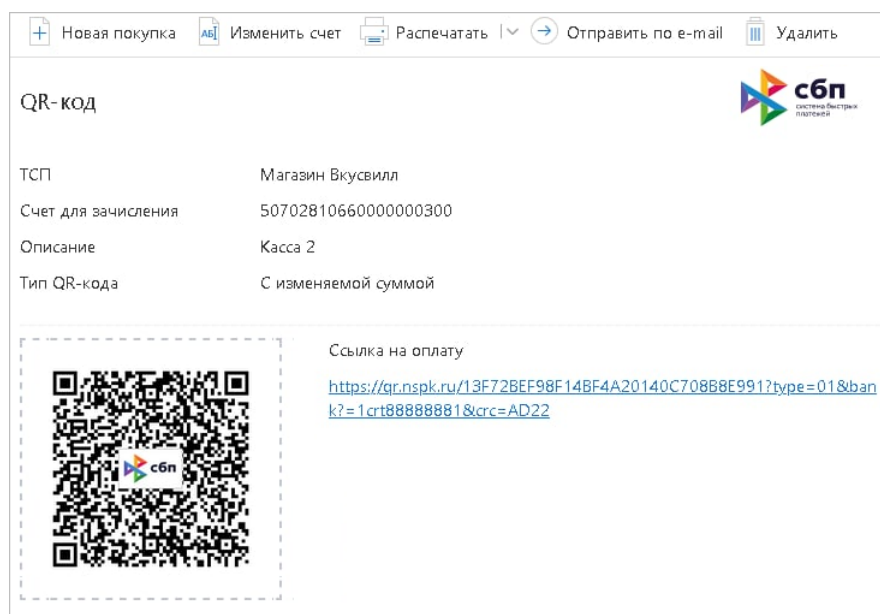 Новая покупка АБ Изменить счет Распечатать Отправить по e-mail Удалить
QR-код
сбп
система быстрых
платежей
ТСП Магазин Вкусвилл
Счет для зачисления 50702810660000000300
Описание Касса 2
Тип QR-кода С изменяемой суммой
Ссылка на оплату
https://qr.nspk.ru/13F72BEF98F14BF4A20140C708B8E991?type=01&ban
k?=1crt88888881&crc=AD22
сбп